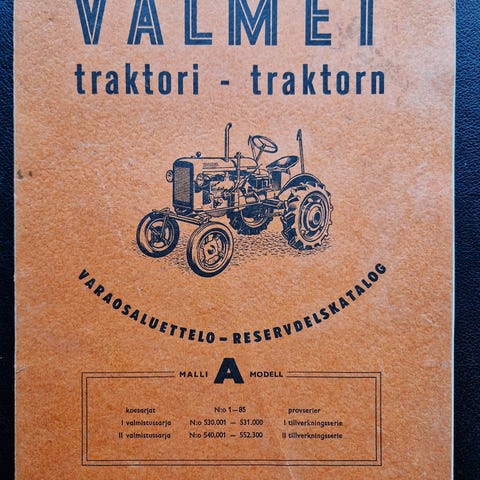 VALMET
traktori - traktorn
VARAOSALUETTELO - RESERVDELSKATALOG
MALLI A MODELL
koesarjat N:o 1—85 provserier
I valmistussarja N:o 530.001 — 531.000 I tillverkningsserie
II valmistussarja N:o 540.001 — 552.300 II tillverkningsserie